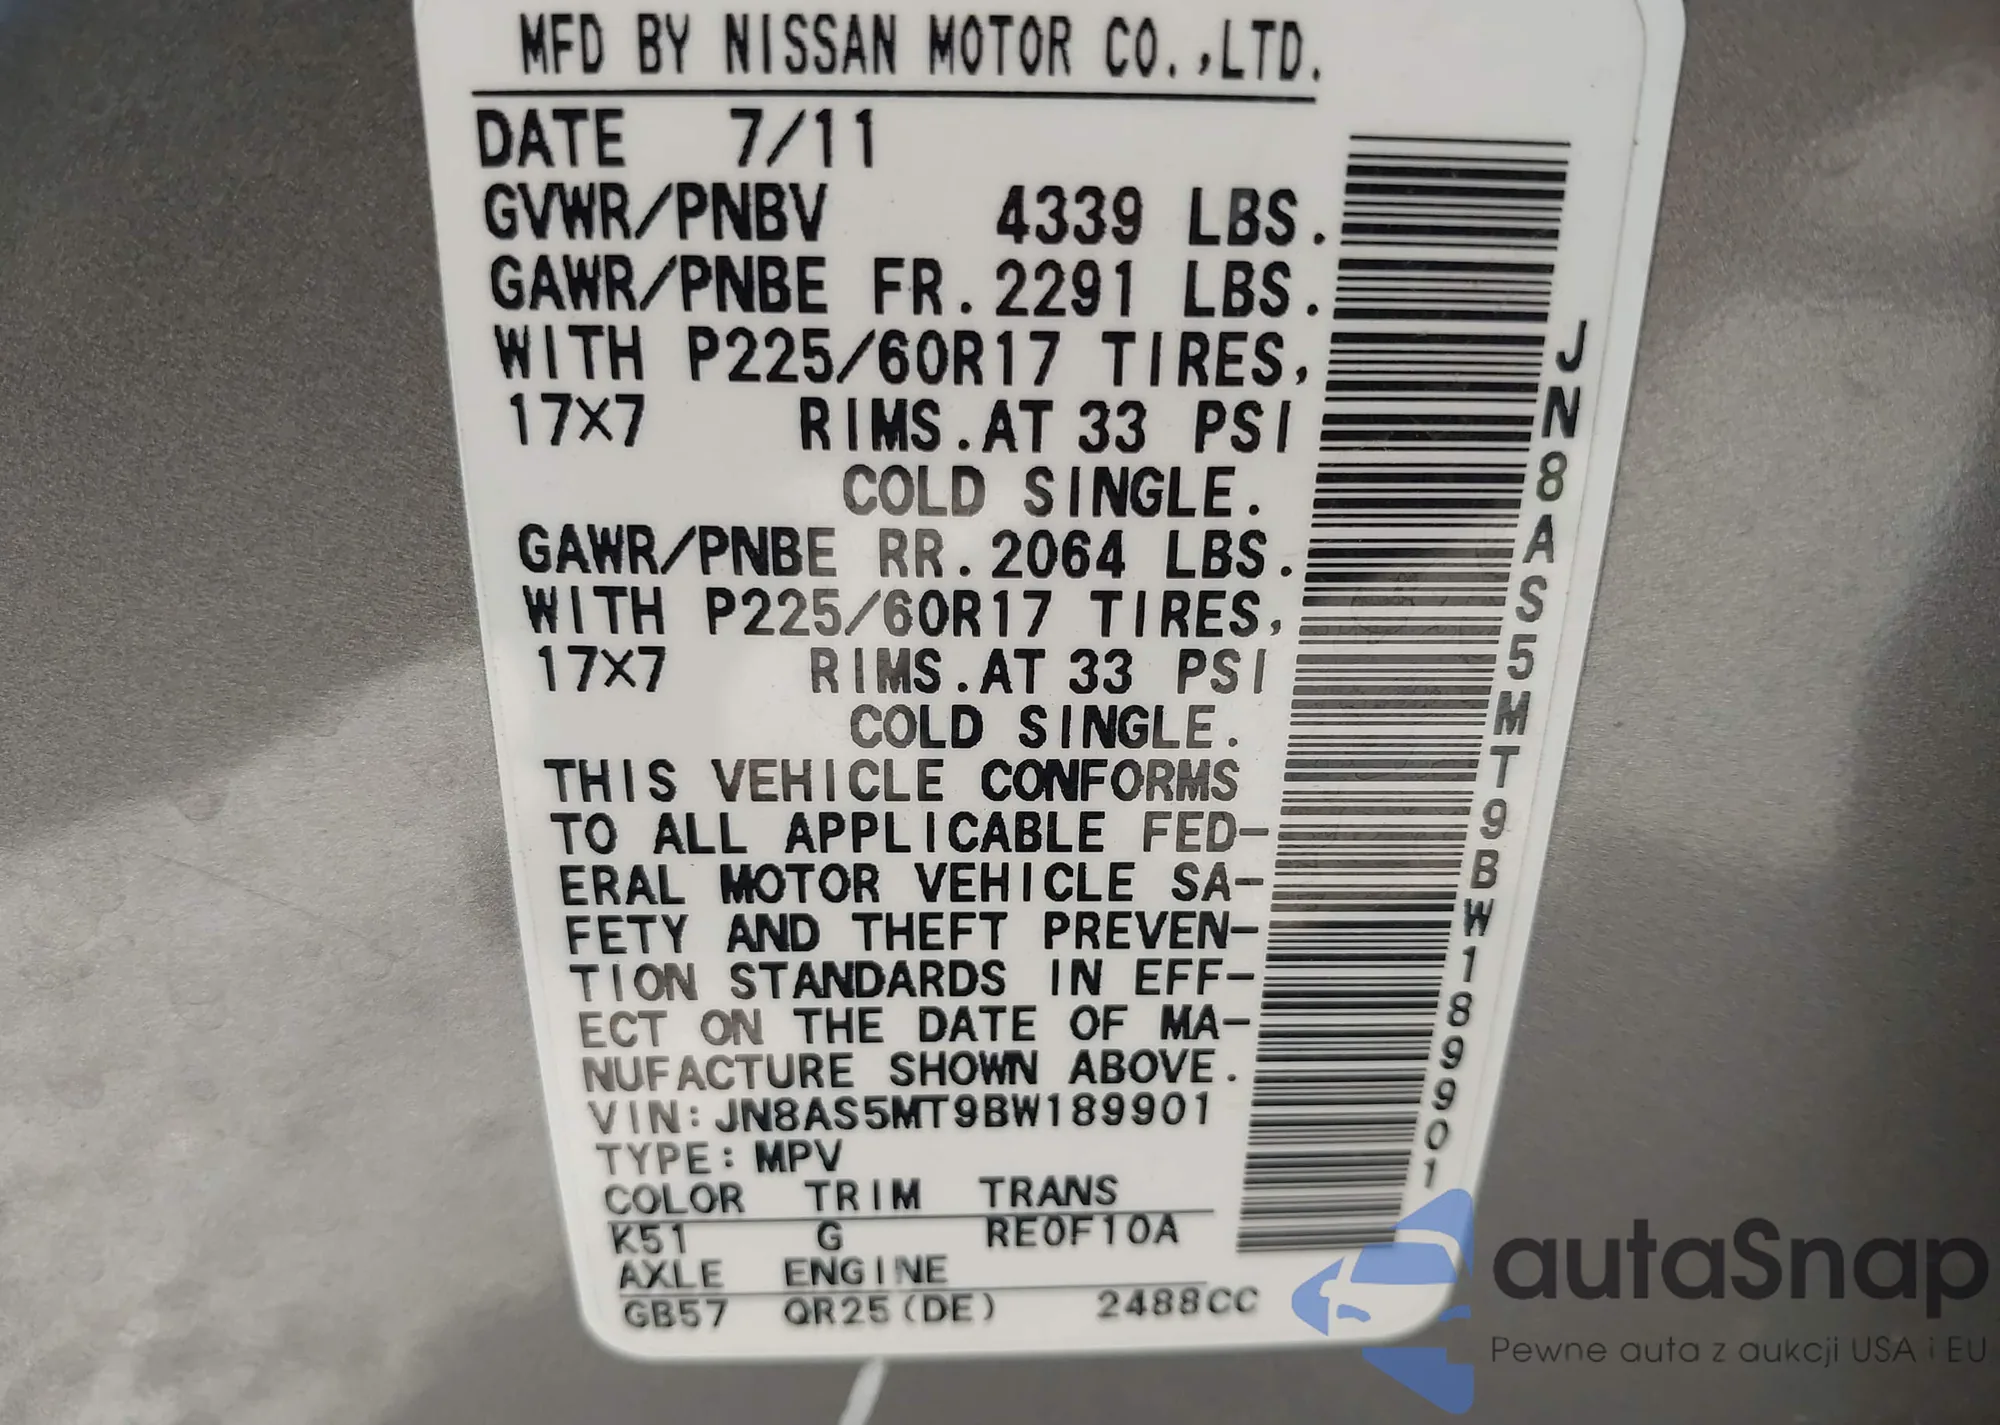 MFD BY NISSAN MOTOR CO.,LTD.
DATE 7/11
GVWR/PNBV 4339 LBS.
GAWR/PNBE FR.2291 LBS.
WITH P225/60R17 TIRES,
17X7 RIMS.AT 33 PSI
COLD SINGLE.
GAWR/PNBE RR.2064 LBS.
WITH P225/60R17 TIRES,
17X7 RIMS.AT 33 PSI
COLD SINGLE.
THIS VEHICLE CONFORMS
TO ALL APPLICABLE FED-
ERAL MOTOR VEHICLE SA-
FETY AND THEFT PREVEN-
TION STANDARDS IN EFF-
ECT ON THE DATE OF MA-
NUFACTURE SHOWN ABOVE.
VIN:JN8AS5MT9BW189901
TYPE:MPV
COLOR TRIM TRANS
K51 G RE0F10A
AXLE ENGINE
GB57 QR25(DE) 2488CC
JN8AS5MT9BW189901
autaSnap
Pewne auta z aukcji USA i EU